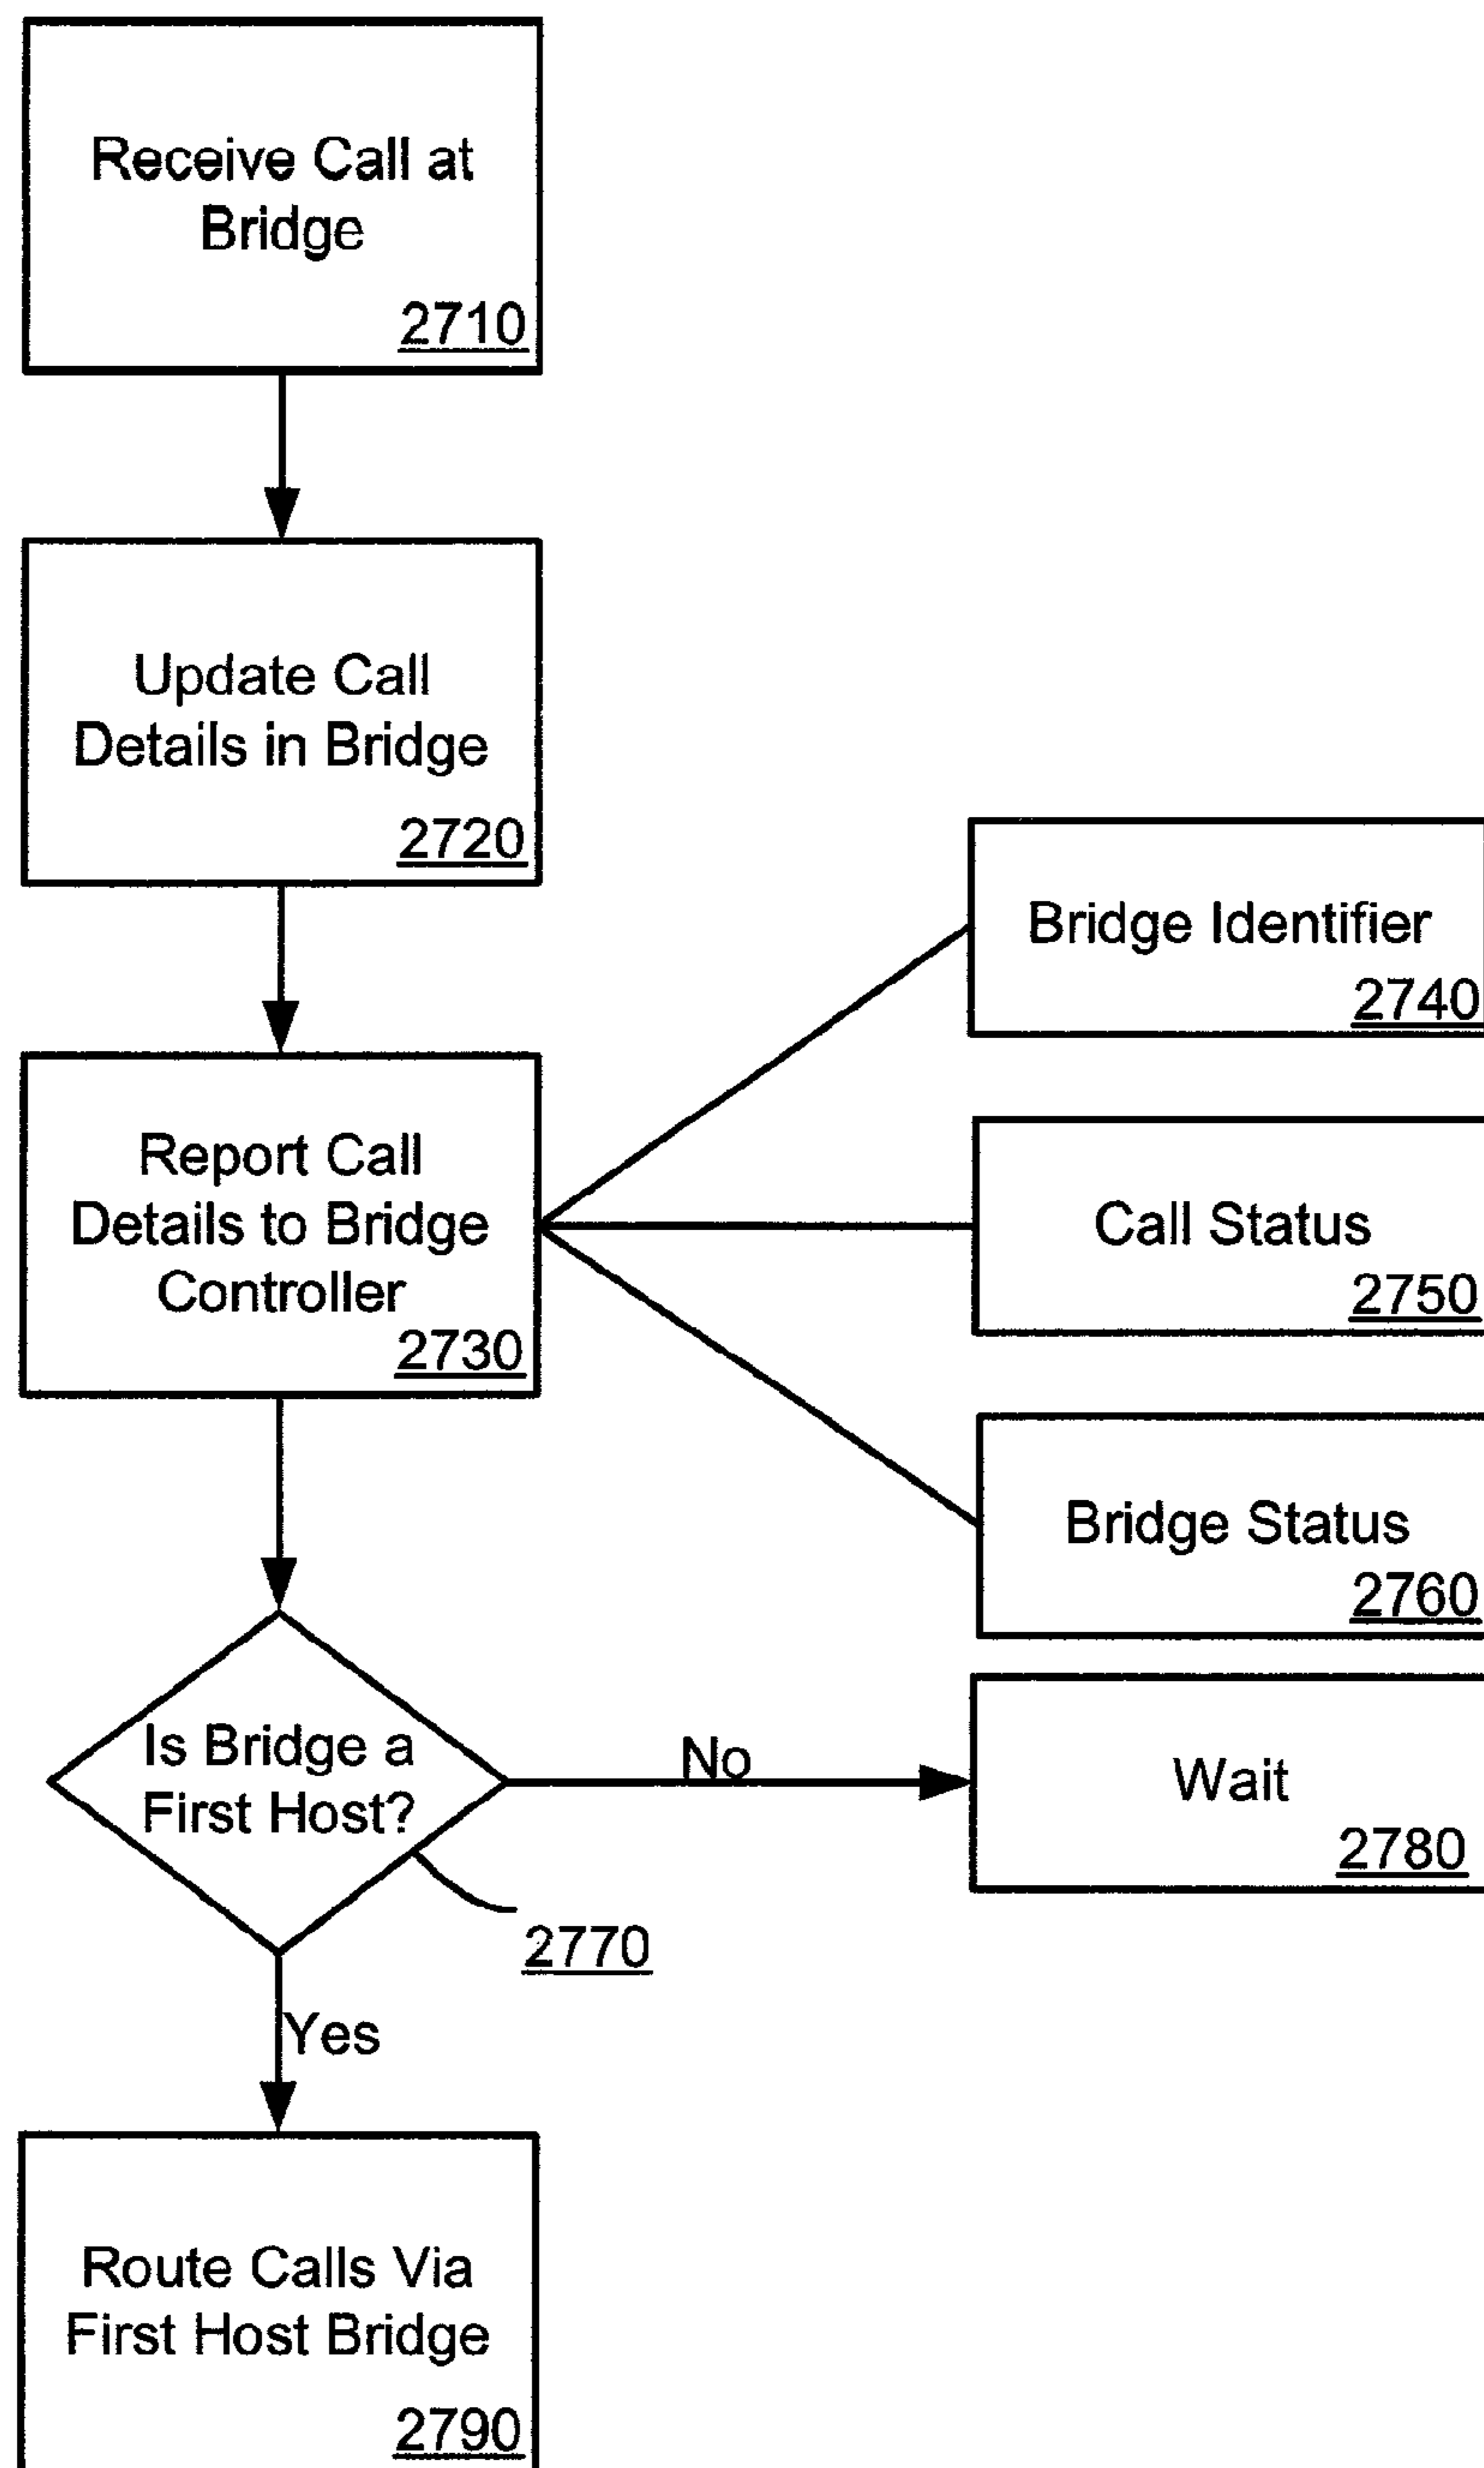 Receive Call at
Bridge
2710
Update Call
Details in Bridge
2720
Report Call
Details to Bridge
Controller
2730
Bridge Identifier
2740
Call Status
2750
Bridge Status
2760
Is Bridge a
First Host?
2770
No
Wait
2780
Yes
Route Calls Via
First Host Bridge
2790